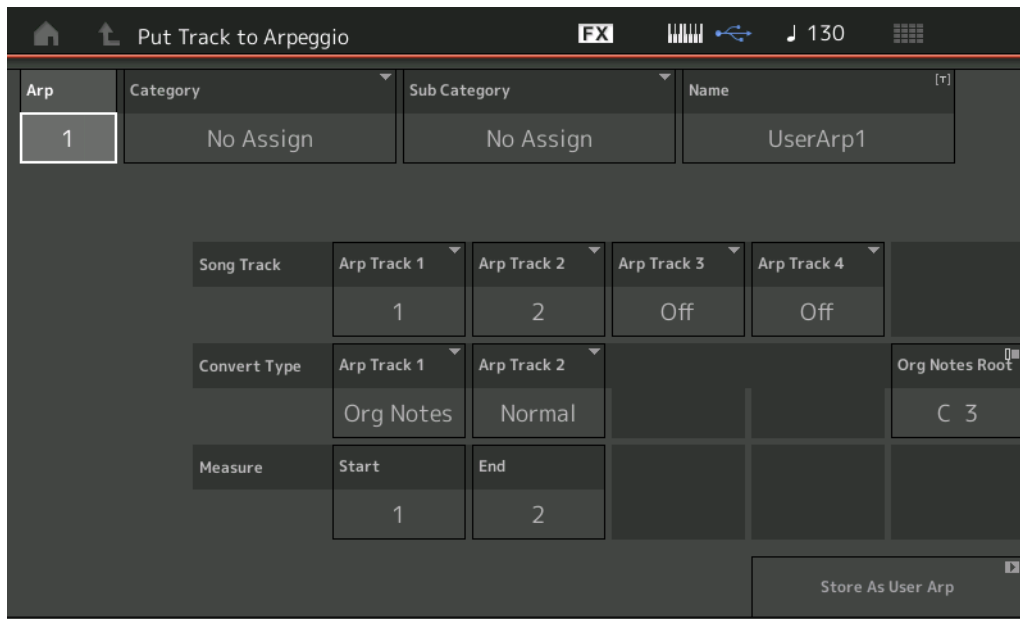 Put Track to Arpeggio FX ♩ 130
Arp Category Sub Category Name [T]
1 No Assign No Assign UserArp1
Song Track Arp Track 1 Arp Track 2 Arp Track 3 Arp Track 4
1 2 Off Off
Convert Type Arp Track 1 Arp Track 2 Org Notes Root
Org Notes Normal C 3
Measure Start End
1 2
Store As User Arp